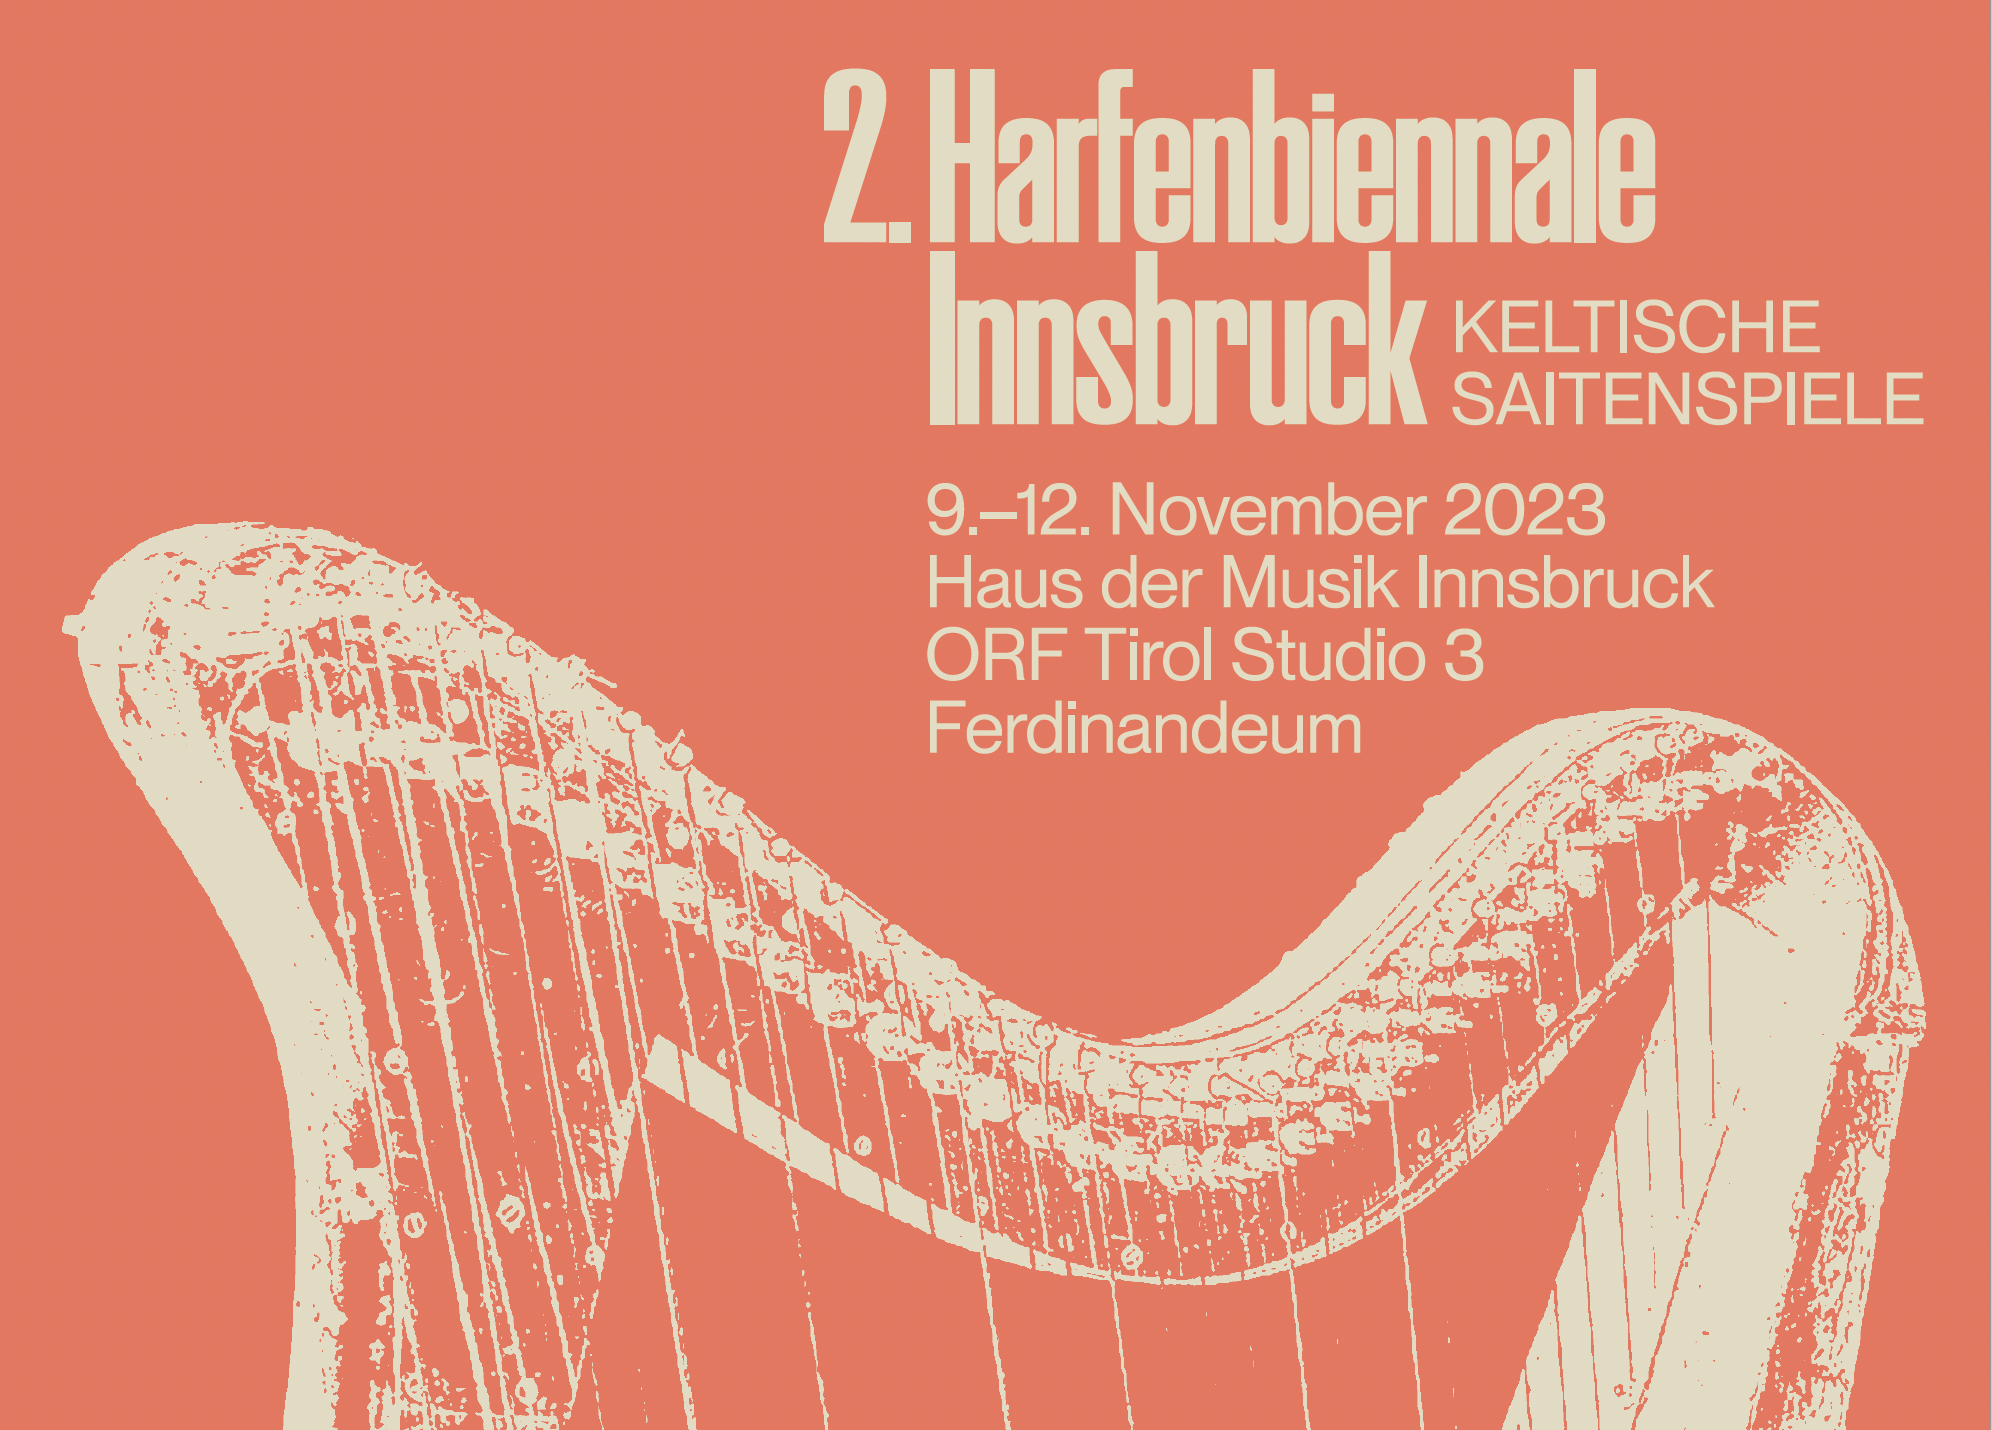 2. Harfenbiennale
Innsbruck
KELTISCHE
SAITENSPIELE
9.–12. November 2023
Haus der Musik Innsbruck
ORF Tirol Studio 3
Ferdinandeum